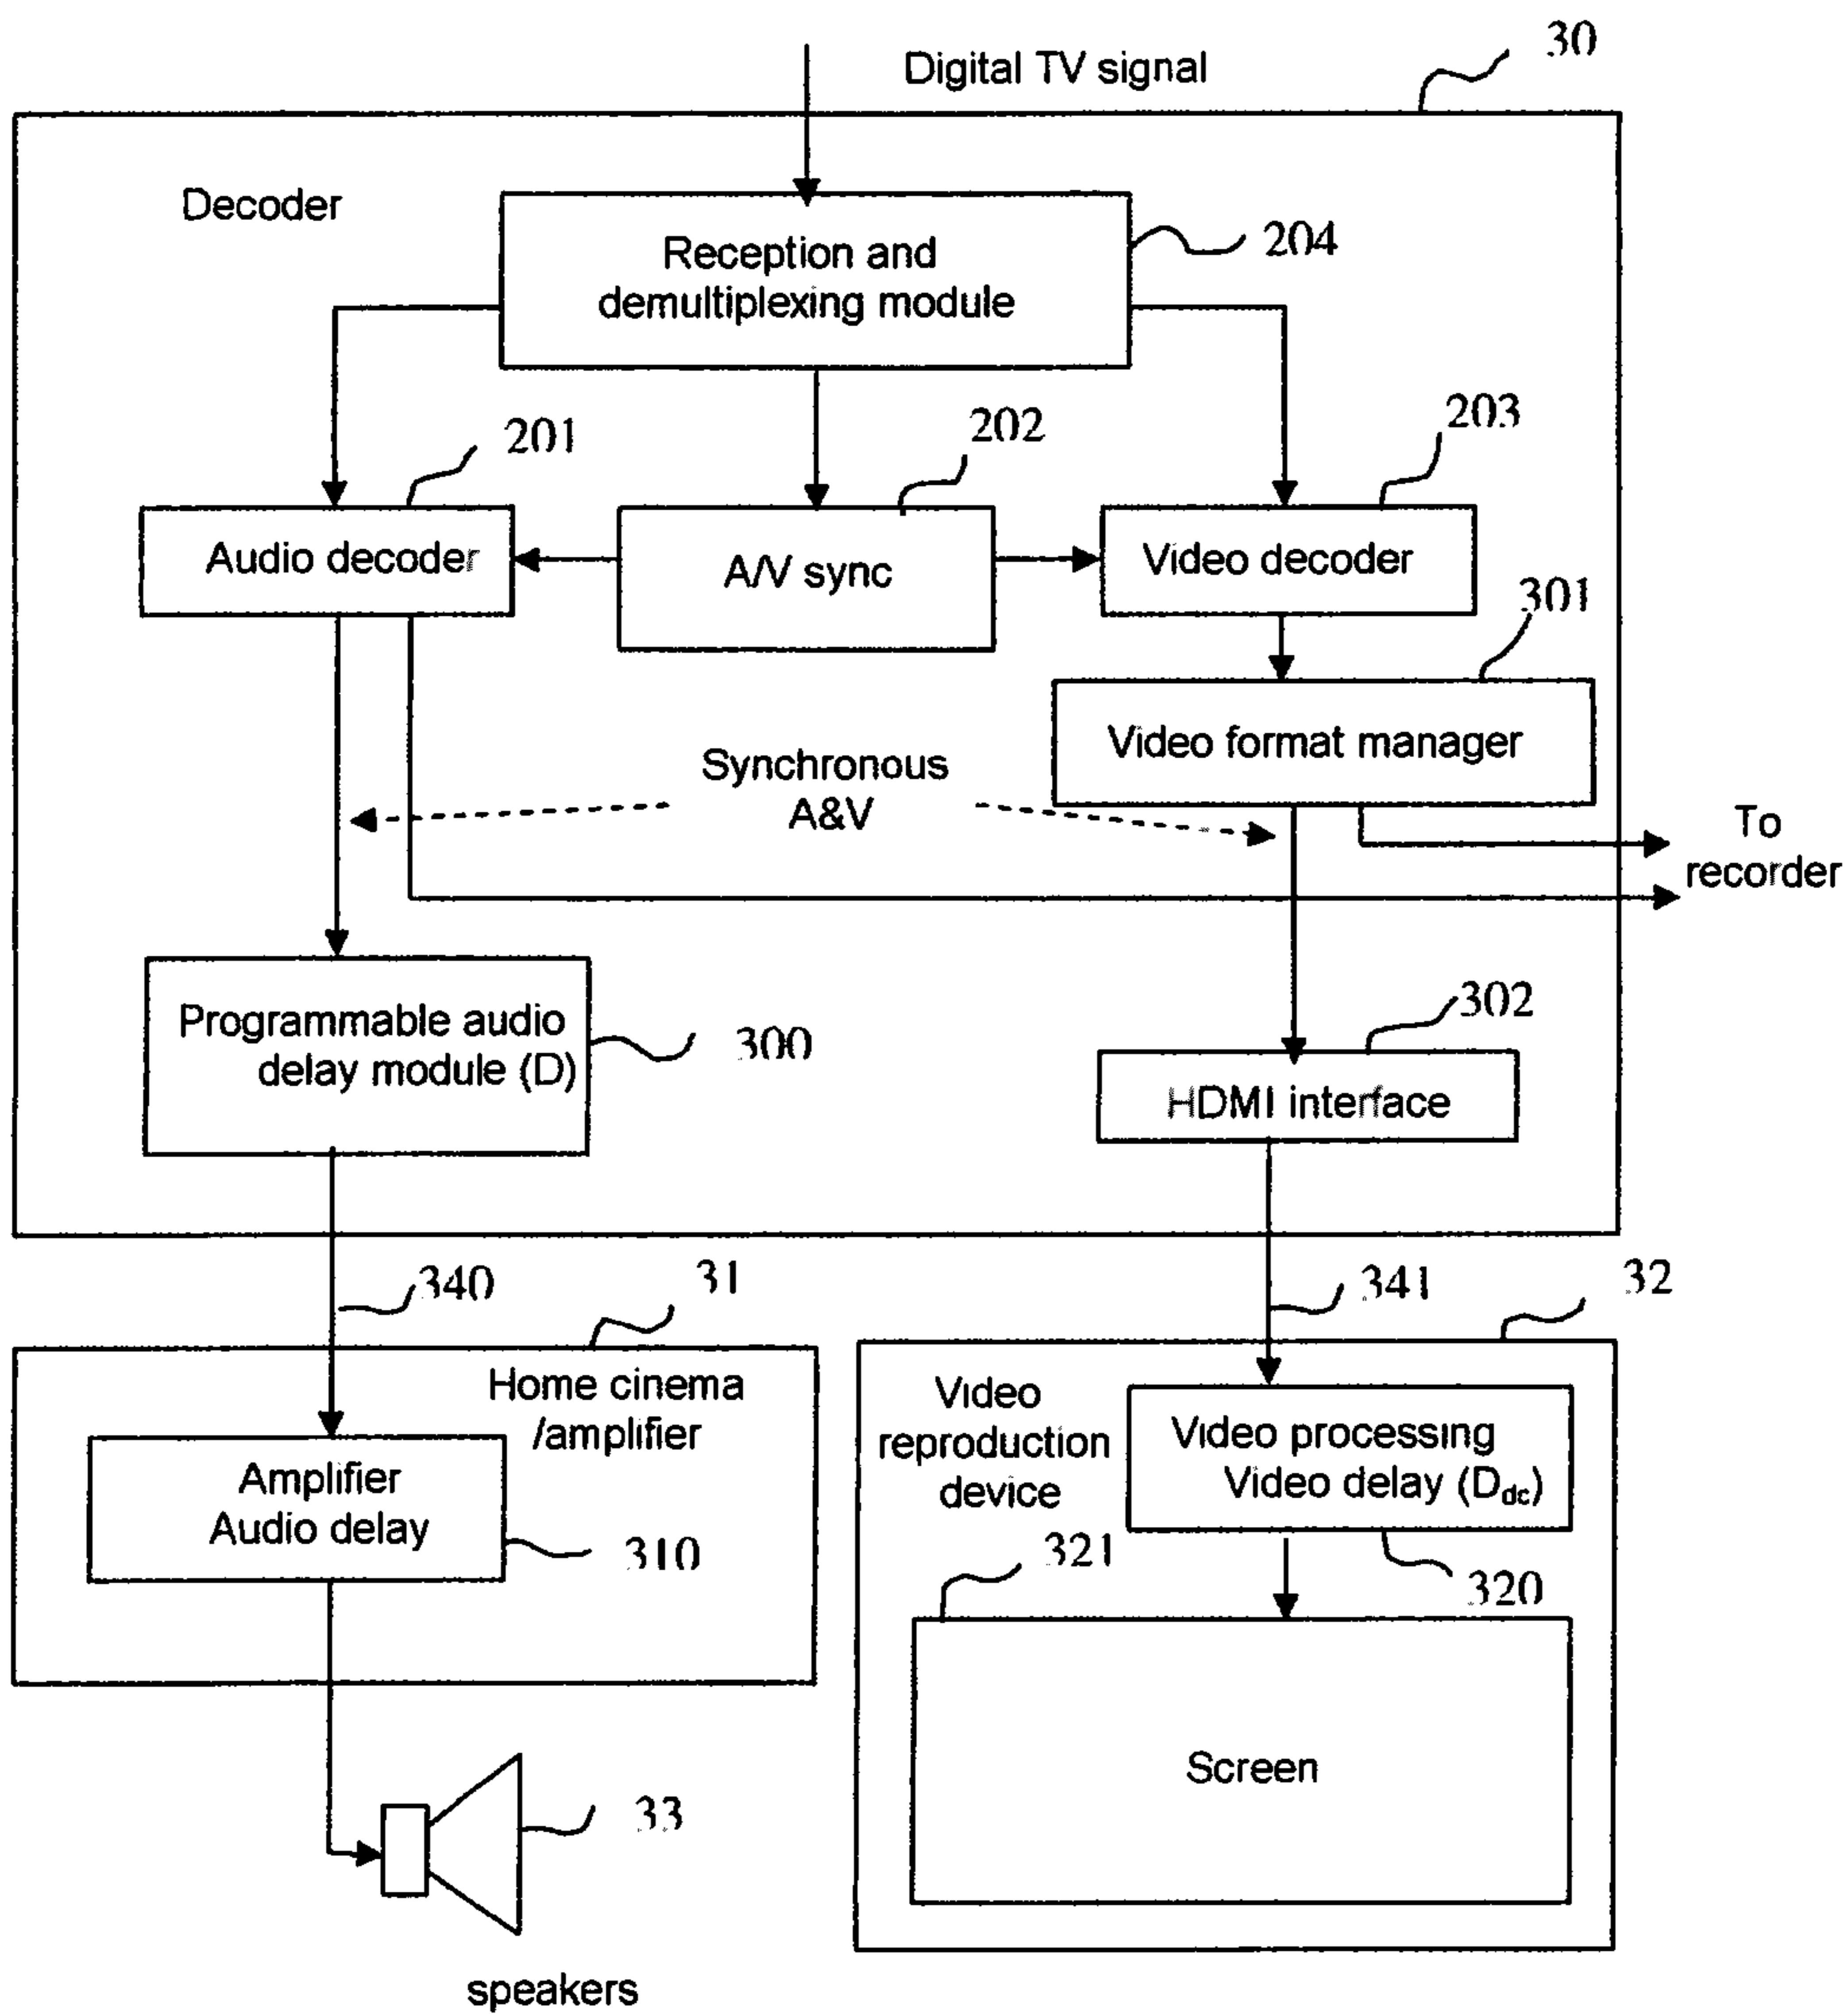 30
Digital TV signal
Decoder
Reception and
demultiplexing module
204
201
202
203
Audio decoder
A/V sync
Video decoder
301
Video format manager
Synchronous
A&V
To
recorder
Programmable audio
delay module (D)
300
302
HDMI interface
340
31
341
32
Home cinema
/amplifier
Amplifier
Audio delay
310
Video
reproduction
device
Video processing
Video delay (Ddc)
321
320
Screen
33
speakers